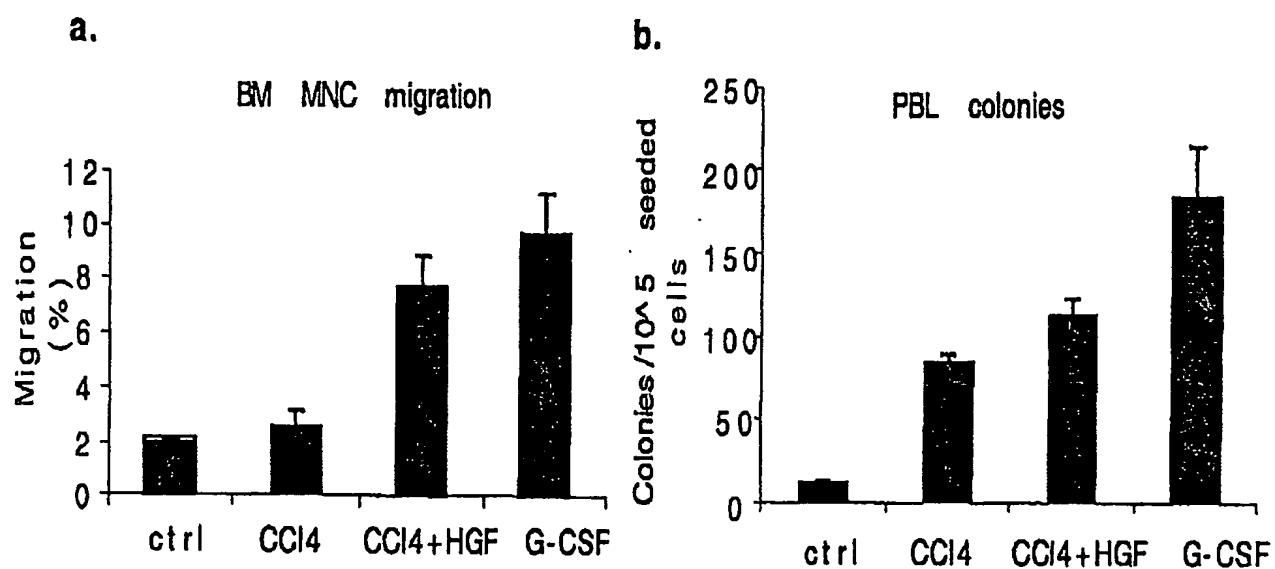 a.
BM MNC migration
Migration
(%)
12
10
8
6
4
2
0
ctrl CCl4 CCl4+HGF G-CSF
b.
PBL colonies
Colonies /10^5 seeded
cells
250
200
150
100
50
0
ctrl CCl4 CCl4+HGF G-CSF